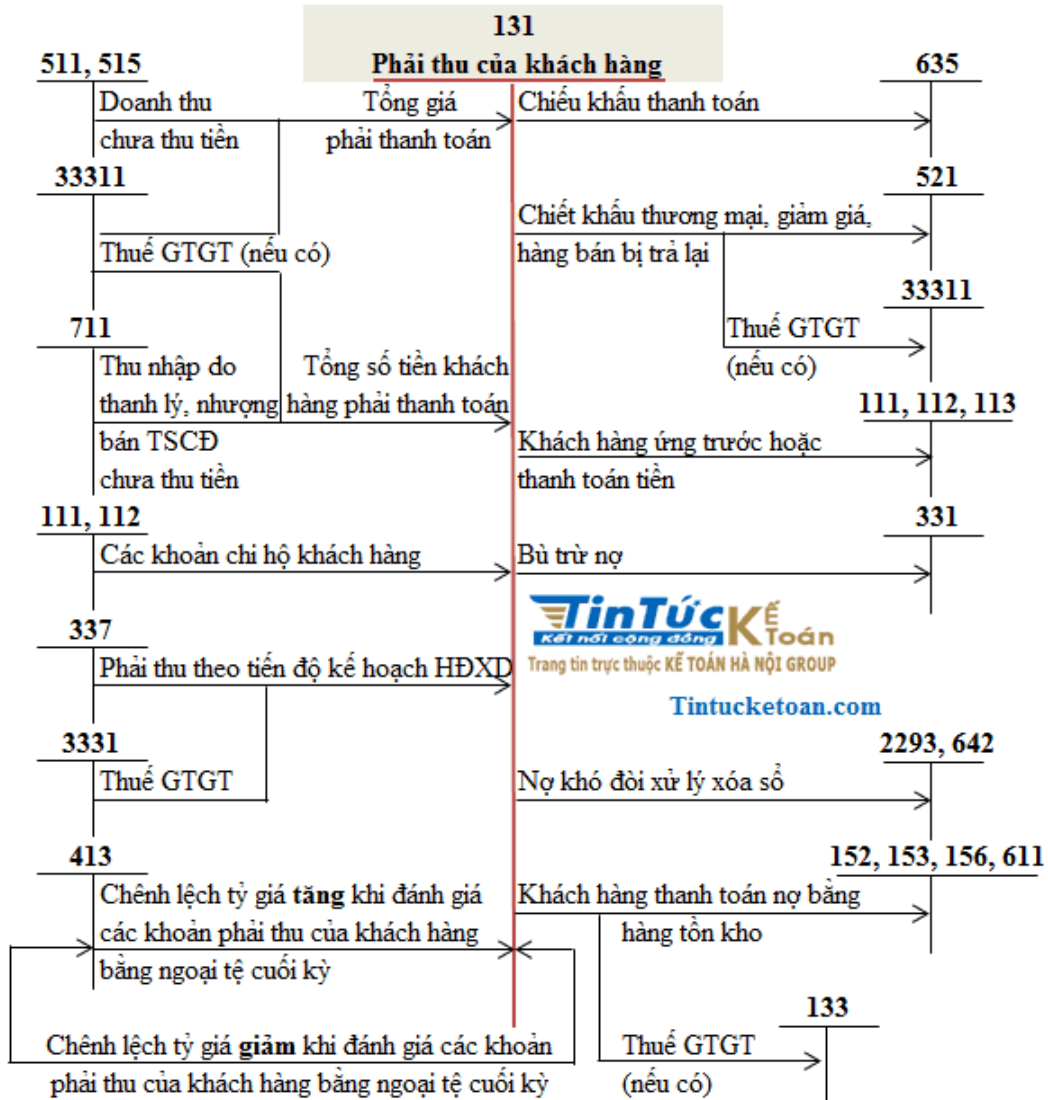 131
Phải thu của khách hàng
511, 515
635
Doanh thu
chưa thu tiền
Tổng giá
phải thanh toán
Chiếu khấu thanh toán
33311
521
Thuế GTGT (nếu có)
Chiết khấu thương mại, giảm giá,
hàng bán bị trả lại
33311
Thuế GTGT
(nếu có)
711
Thu nhập do
thanh lý, nhượng
bán TSCĐ
chưa thu tiền
Tổng số tiền khách
hàng phải thanh toán
111, 112, 113
Khách hàng ứng trước hoặc
thanh toán tiền
111, 112
331
Các khoản chi hộ khách hàng
Bù trừ nợ
TinTứcKẾ
Toán
Kết nối cộng đồng
Trang tin trực thuộc KẾ TOÁN HÀ NỘI GROUP
Tintucketoan.com
337
Phải thu theo tiến độ kế hoạch HĐXD
3331
2293, 642
Thuế GTGT
Nợ khó đòi xử lý xóa sổ
413
152, 153, 156, 611
Chênh lệch tỷ giá tăng khi đánh giá
các khoản phải thu của khách hàng
bằng ngoại tệ cuối kỳ
Khách hàng thanh toán nợ bằng
hàng tồn kho
133
Chênh lệch tỷ giá giảm khi đánh giá các khoản
phải thu của khách hàng bằng ngoại tệ cuối kỳ
Thuế GTGT
(nếu có)